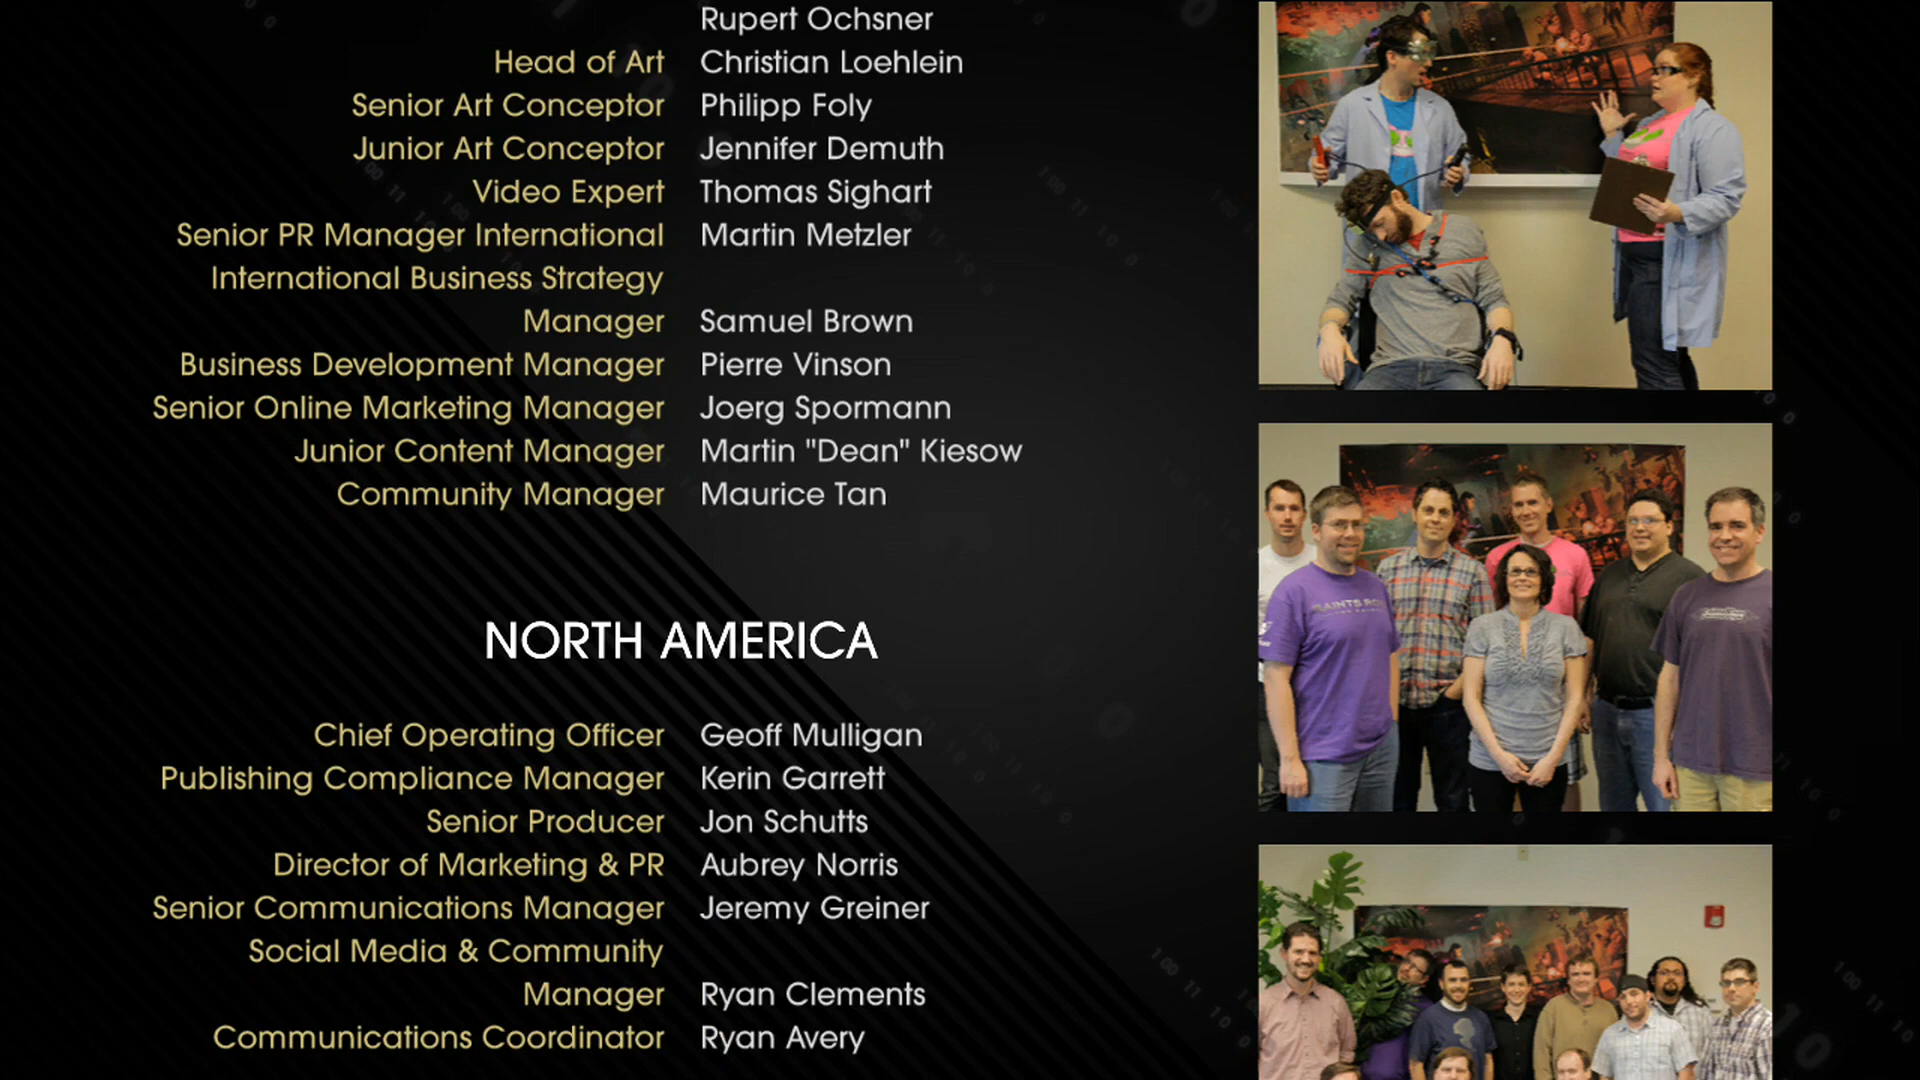 Rupert Ochsner
Head of Art Christian Loehlein
Senior Art Conceptor Philipp Foly
Junior Art Conceptor Jennifer Demuth
Video Expert Thomas Sighart
Senior PR Manager International Martin Metzler
International Business Strategy
Manager Samuel Brown
Business Development Manager Pierre Vinson
Senior Online Marketing Manager Joerg Spormann
Junior Content Manager Martin "Dean" Kiesow
Community Manager Maurice Tan
NORTH AMERICA
Chief Operating Officer Geoff Mulligan
Publishing Compliance Manager Kerin Garrett
Senior Producer Jon Schutts
Director of Marketing & PR Aubrey Norris
Senior Communications Manager Jeremy Greiner
Social Media & Community
Manager Ryan Clements
Communications Coordinator Ryan Avery